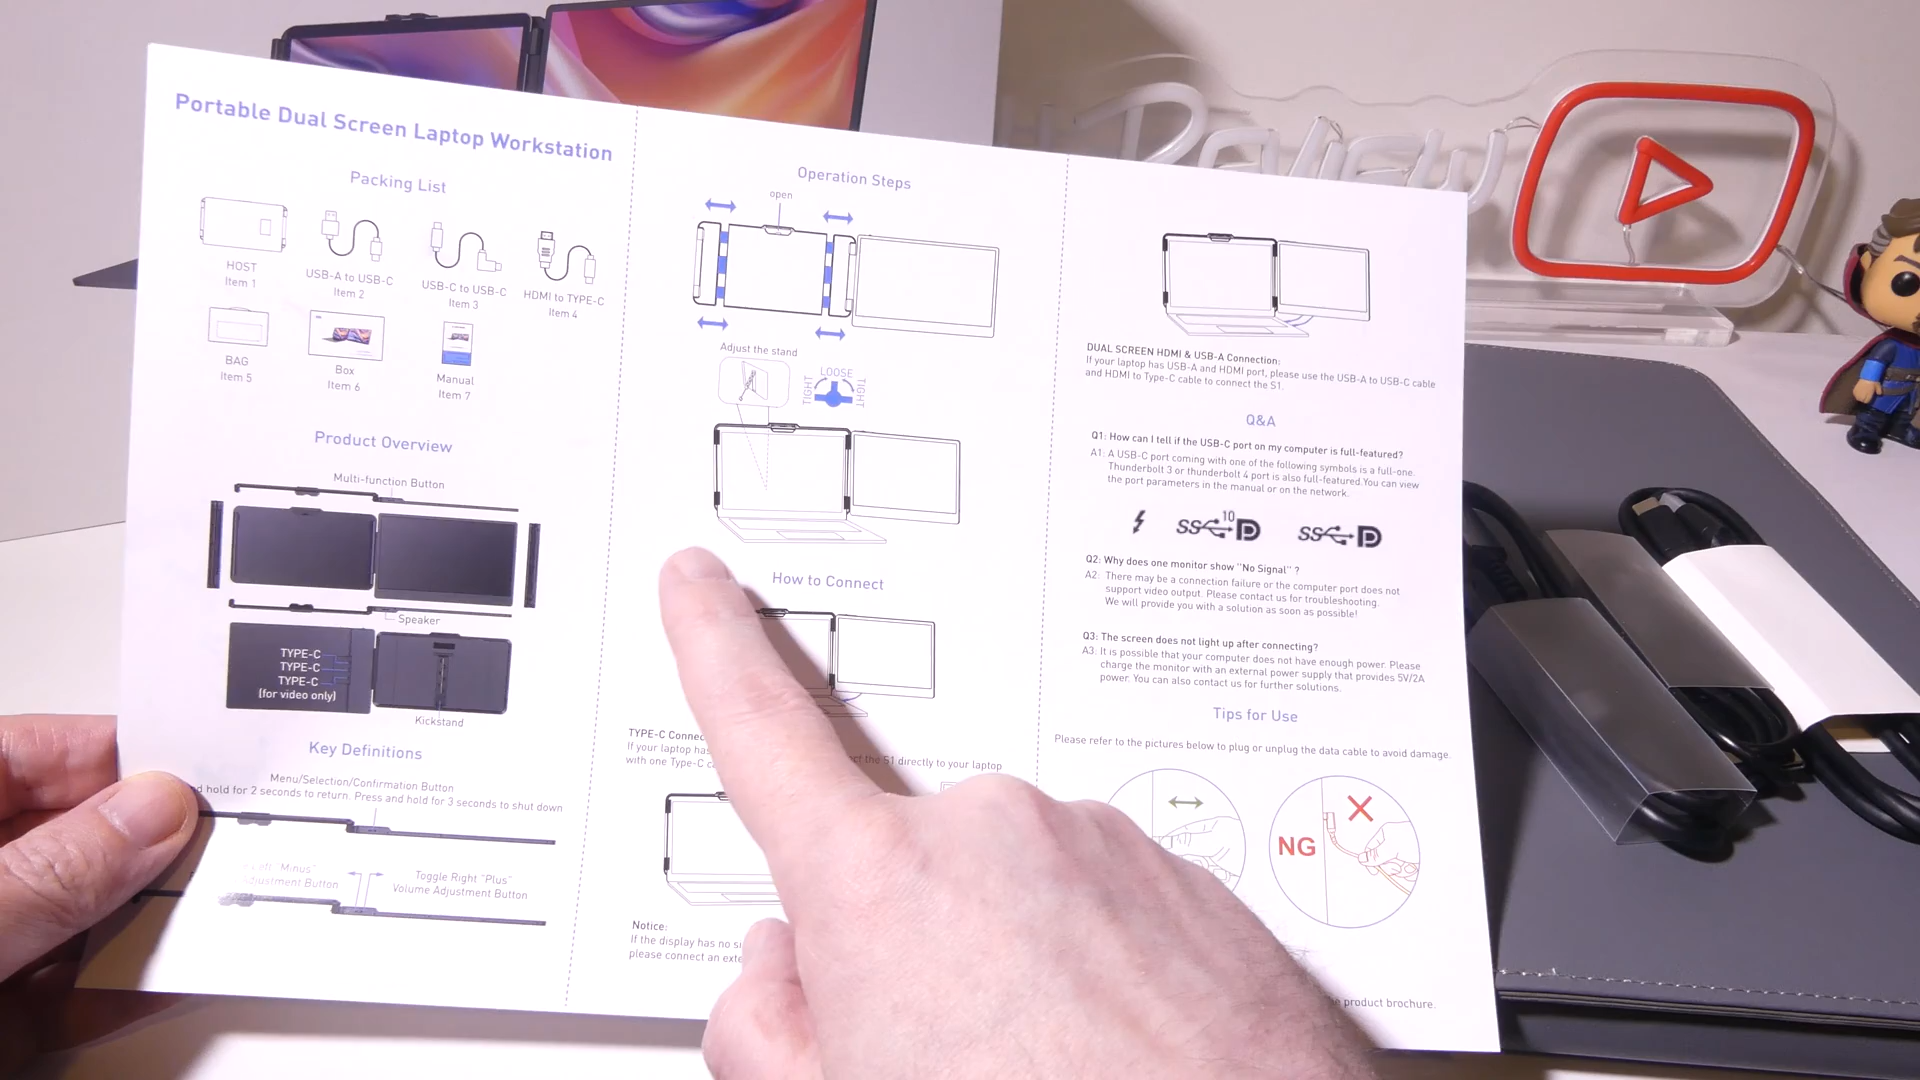 Portable Dual Screen Laptop Workstation
Packing List
HOST
Item 1
USB-A to USB-C
Item 2
USB-C to USB-C
Item 3
HDMI to TYPE-C
Item 4
BAG
Item 5
Box
Item 6
Manual
Item 7
Product Overview
Multi-function Button
Speaker
TYPE-C
TYPE-C
TYPE-C
(for video only)
Kickstand
Key Definitions
Menu/Selection/Confirmation Button
hold for 2 seconds to return. Press and hold for 3 seconds to shut down
"Minus"
Button
Toggle Right "Plus"
Volume Adjustment Button
Operation Steps
open
Adjust the stand
LOOSE
TIGHT
TIGHT
How to Connect
TYPE-C
If your laptop has the S1 directly to your laptop
with one Type-C
Notice:
If the display has no
please connect an
DUAL SCREEN HDMI & USB-A Connection:
If your laptop has USB-A and HDMI port, please use the USB-A to USB-C cable
and HDMI to Type-C cable to connect the S1.
Q&A
Q1: How can I tell if the USB-C port on my computer is full-featured?
A1: A USB-C port coming with one of the following symbols is a full-one.
Thunderbolt 3 or thunderbolt 4 port is also full-featured.You can view
the port parameters in the manual or on the network.
SS 10 D
SS D
Q2: Why does one monitor show "No Signal" ?
A2: There may be a connection failure or the computer port does not
support video output. Please contact us for troubleshooting.
We will provide you with a solution as soon as possible!
Q3: The screen does not light up after connecting?
A3: It is possible that your computer does not have enough power. Please
charge the monitor with an external power supply that provides 5V/2A
power. You can also contact us for further solutions.
Tips for Use
Please refer to the pictures below to plug or unplug the data cable to avoid damage.
NG
product brochure.